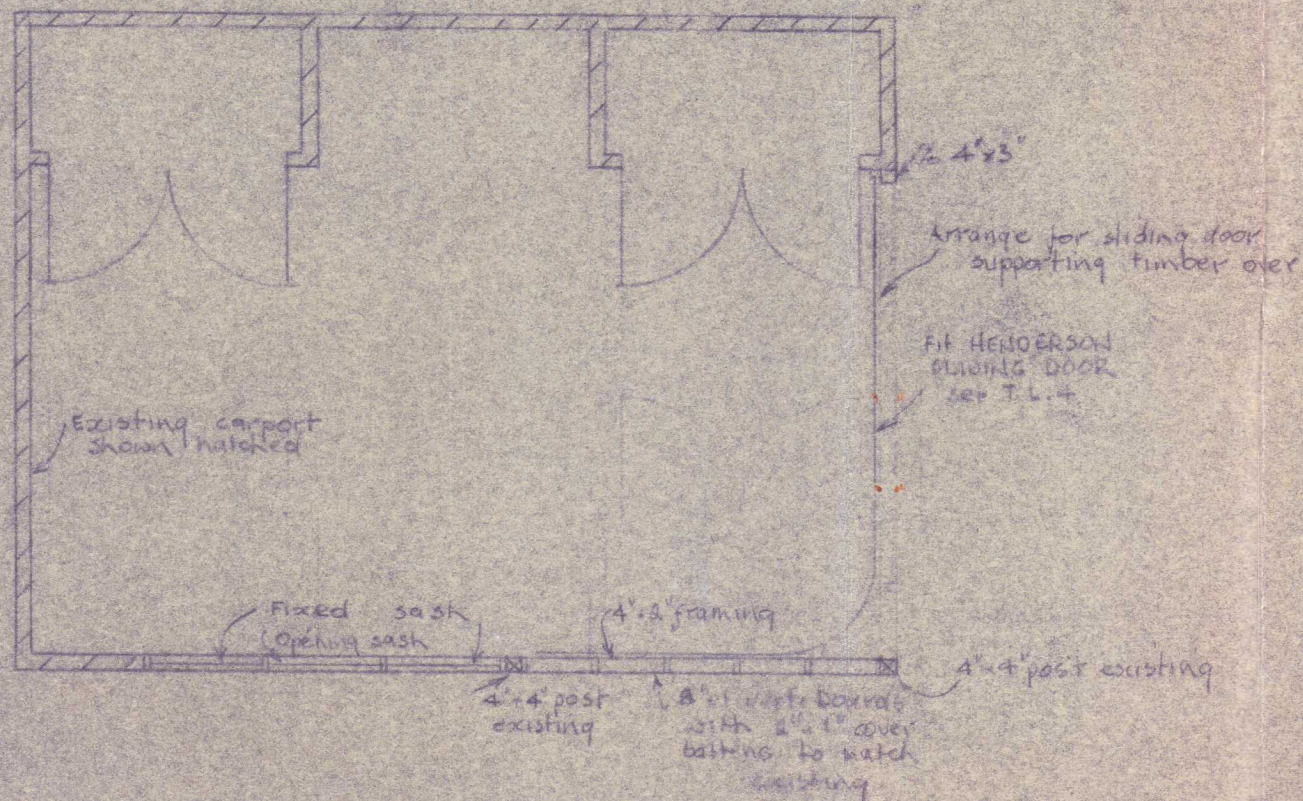 2 4"x3"
Arrange for sliding door
supporting timber over
Fit HENDERSON
SLIDING DOOR
see T.L.4
Existing carport
shown hatched
Fixed sash
Opening sash
4"x2" framing
4"x4" post existing
4"x4" post
existing
boards
with 2"x1" cover
battens to match
existing